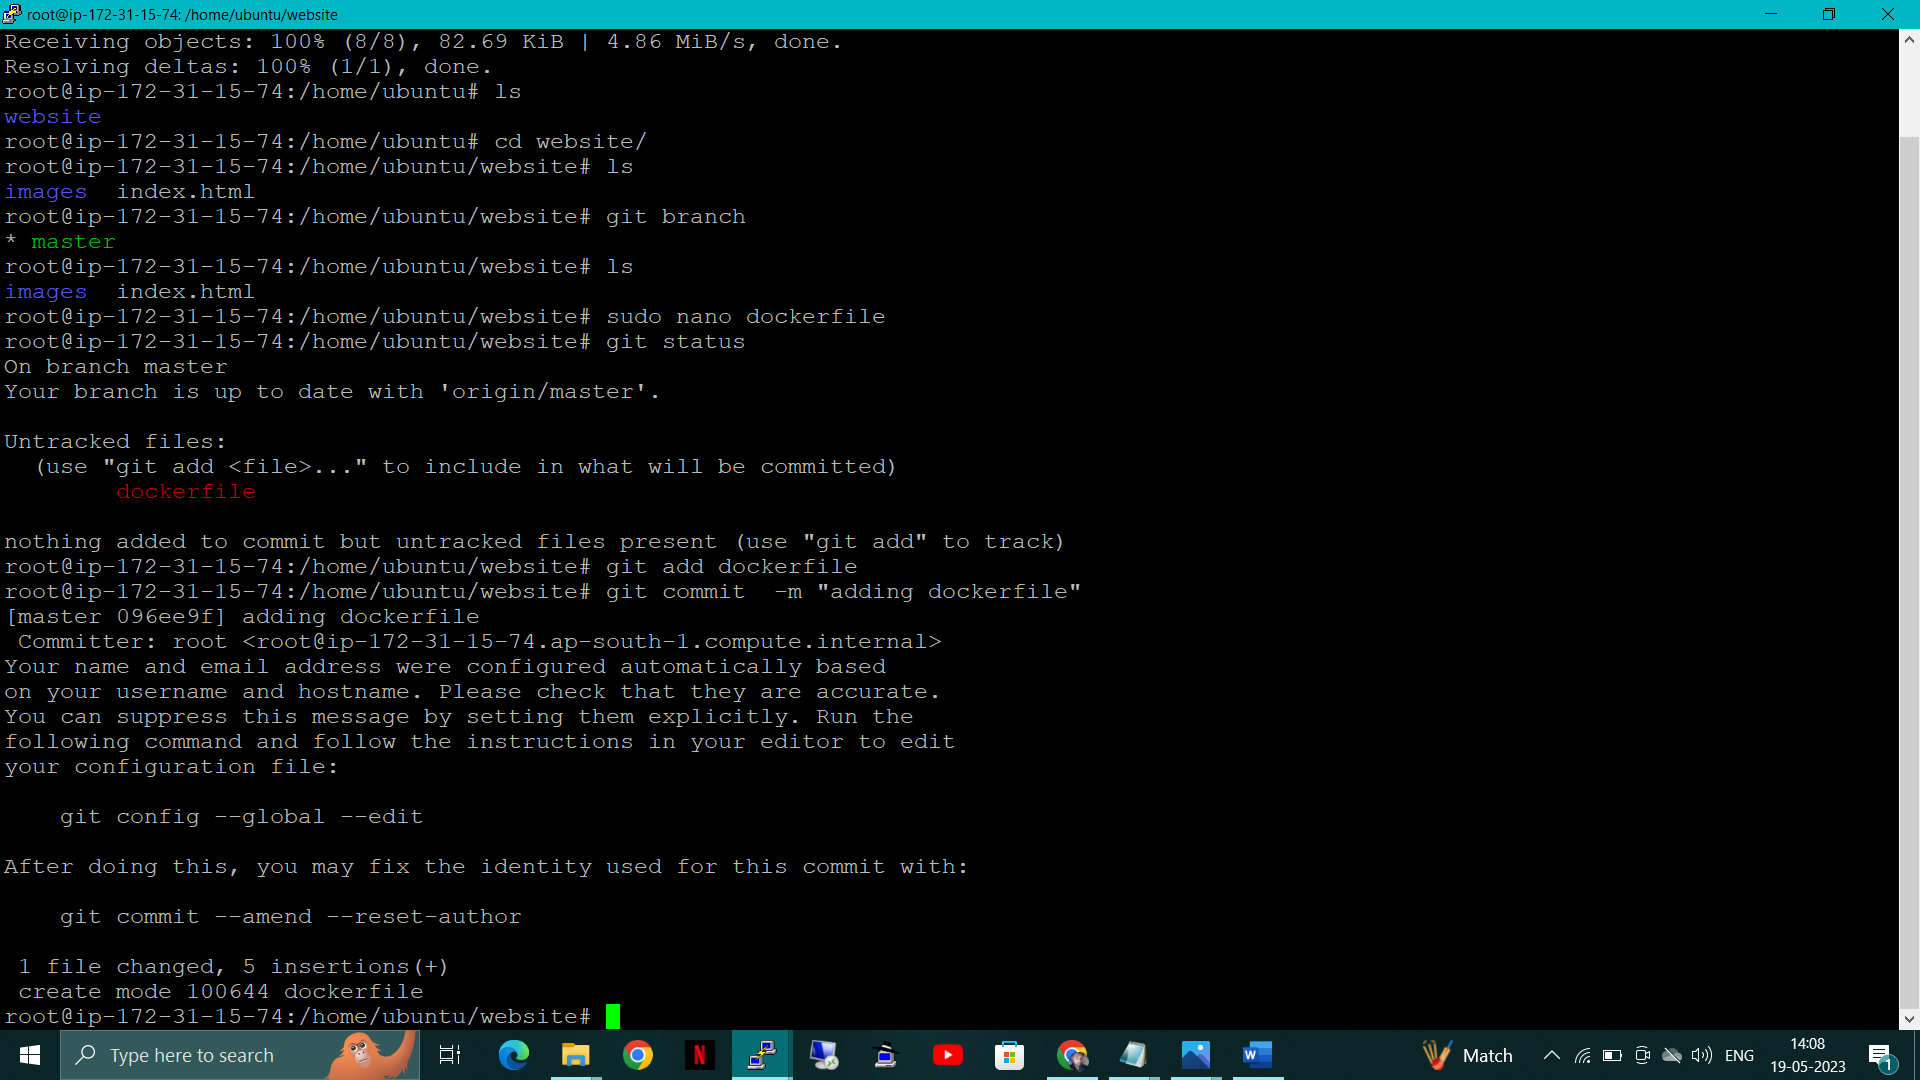 root@ip-172-31-15-74: /home/ubuntu/website
Receiving objects: 100% (8/8), 82.69 KiB | 4.86 MiB/s, done.
Resolving deltas: 100% (1/1), done.
root@ip-172-31-15-74:/home/ubuntu# ls
website
root@ip-172-31-15-74:/home/ubuntu# cd website/
root@ip-172-31-15-74:/home/ubuntu/website# ls
images  index.html
root@ip-172-31-15-74:/home/ubuntu/website# git branch
* master
root@ip-172-31-15-74:/home/ubuntu/website# ls
images  index.html
root@ip-172-31-15-74:/home/ubuntu/website# sudo nano dockerfile
root@ip-172-31-15-74:/home/ubuntu/website# git status
On branch master
Your branch is up to date with 'origin/master'.
Untracked files:
  (use "git add <file>..." to include in what will be committed)
        dockerfile
nothing added to commit but untracked files present (use "git add" to track)
root@ip-172-31-15-74:/home/ubuntu/website# git add dockerfile
root@ip-172-31-15-74:/home/ubuntu/website# git commit  -m "adding dockerfile"
[master 096ee9f] adding dockerfile
 Committer: root <root@ip-172-31-15-74.ap-south-1.compute.internal>
Your name and email address were configured automatically based
on your username and hostname. Please check that they are accurate.
You can suppress this message by setting them explicitly. Run the
following command and follow the instructions in your editor to edit
your configuration file:
    git config --global --edit
After doing this, you may fix the identity used for this commit with:
    git commit --amend --reset-author
 1 file changed, 5 insertions(+)
 create mode 100644 dockerfile
root@ip-172-31-15-74:/home/ubuntu/website#
Type here to search
N
W
Match
ENG
14:08
19-05-2023
1